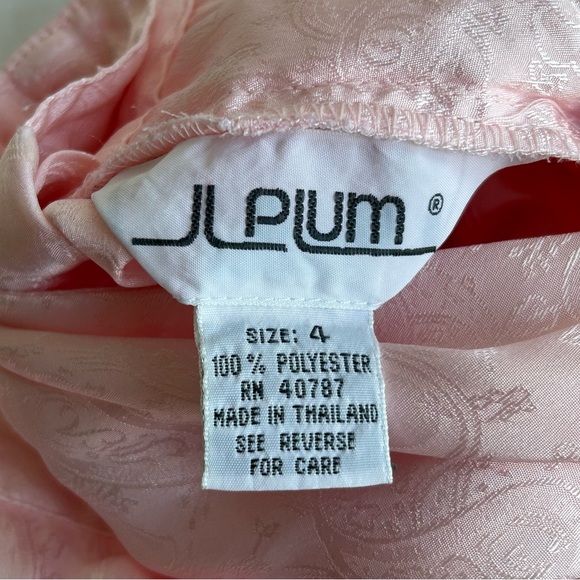 JL PLUM ®
SIZE: 4
100 % POLYESTER
RN 40787
MADE IN THAILAND
SEE REVERSE
FOR CARE